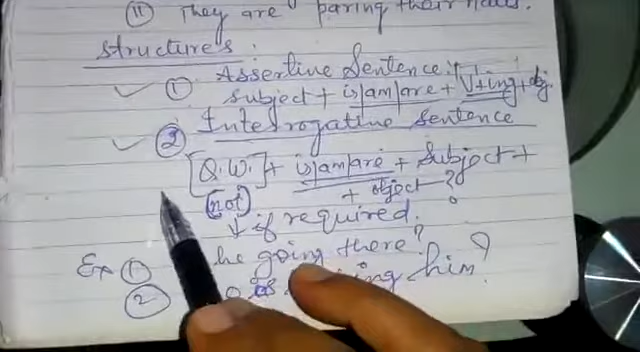 (ii) They are paring their nails.
Structures:
① Assertive Sentence:
subject + is/am/are + V+ing + obj.
② Interrogative sentence
[Q.W.] + is/am/are + subject +
(not) + object ?
↓ if required.
Ex ① he going there?
② him?